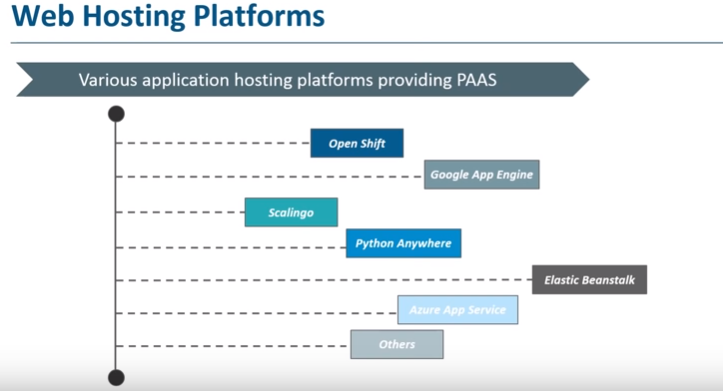 Web Hosting Platforms
Various application hosting platforms providing PAAS
Open Shift
Google App Engine
Scalingo
Python Anywhere
Elastic Beanstalk
Azure App Service
Others